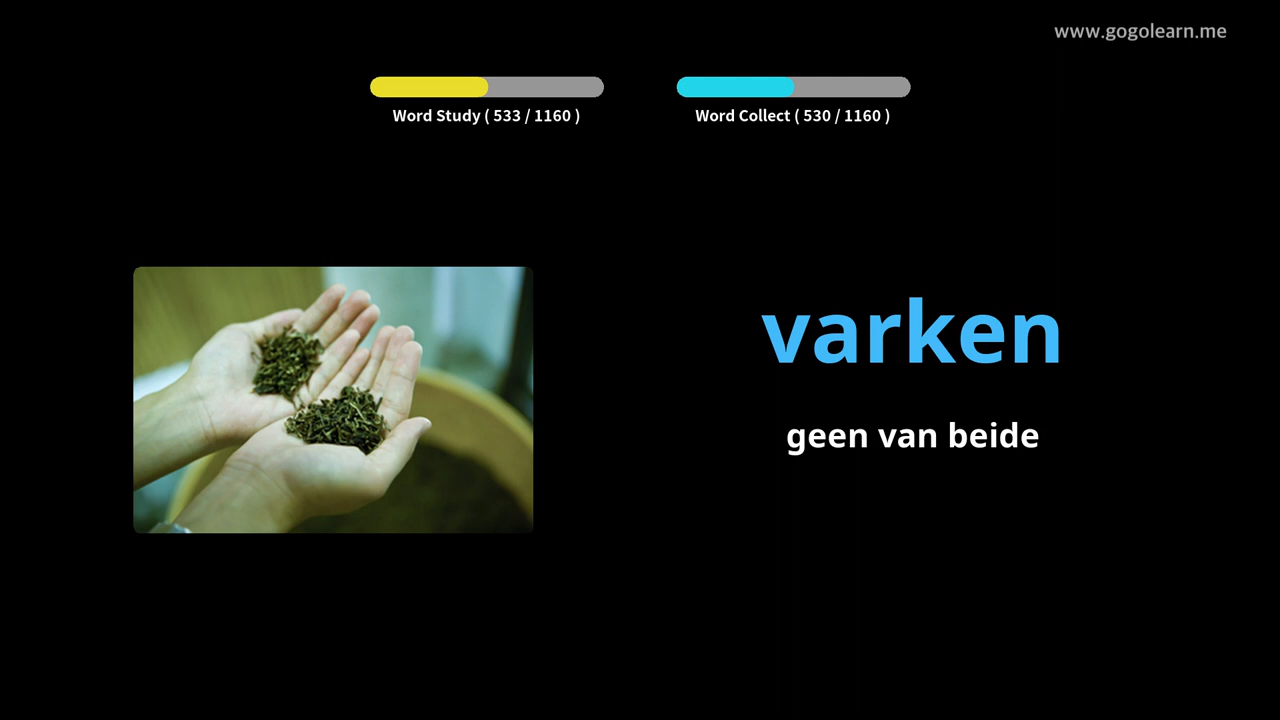 www.gogolearn.me
Word Study ( 533 / 1160 )
Word Collect ( 530 / 1160 )
varken
geen van beide